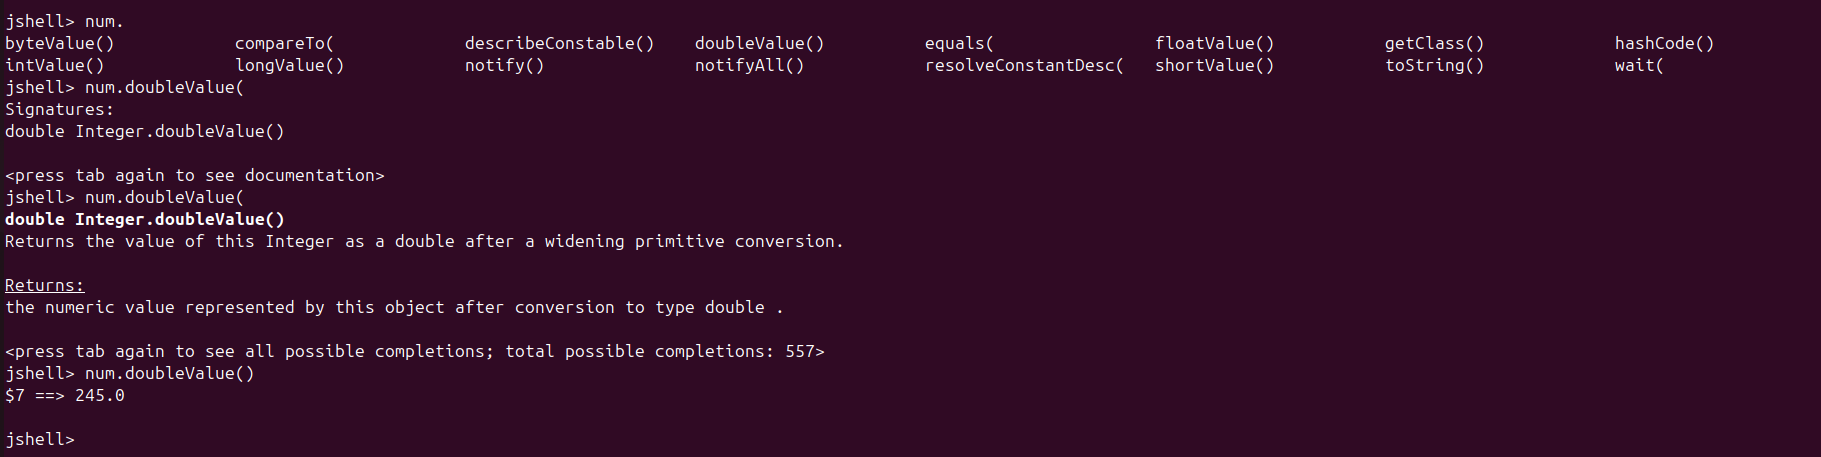 jshell> num.
byteValue() compareTo( describeConstable() doubleValue() equals( floatValue() getClass() hashCode()
intValue() longValue() notify() notifyAll() resolveConstantDesc( shortValue() toString() wait(
jshell> num.doubleValue(
Signatures:
double Integer.doubleValue()
<press tab again to see documentation>
jshell> num.doubleValue(
double Integer.doubleValue()
Returns the value of this Integer as a double after a widening primitive conversion.
Returns:
the numeric value represented by this object after conversion to type double .
<press tab again to see all possible completions; total possible completions: 557>
jshell> num.doubleValue()
$7 ==> 245.0
jshell>